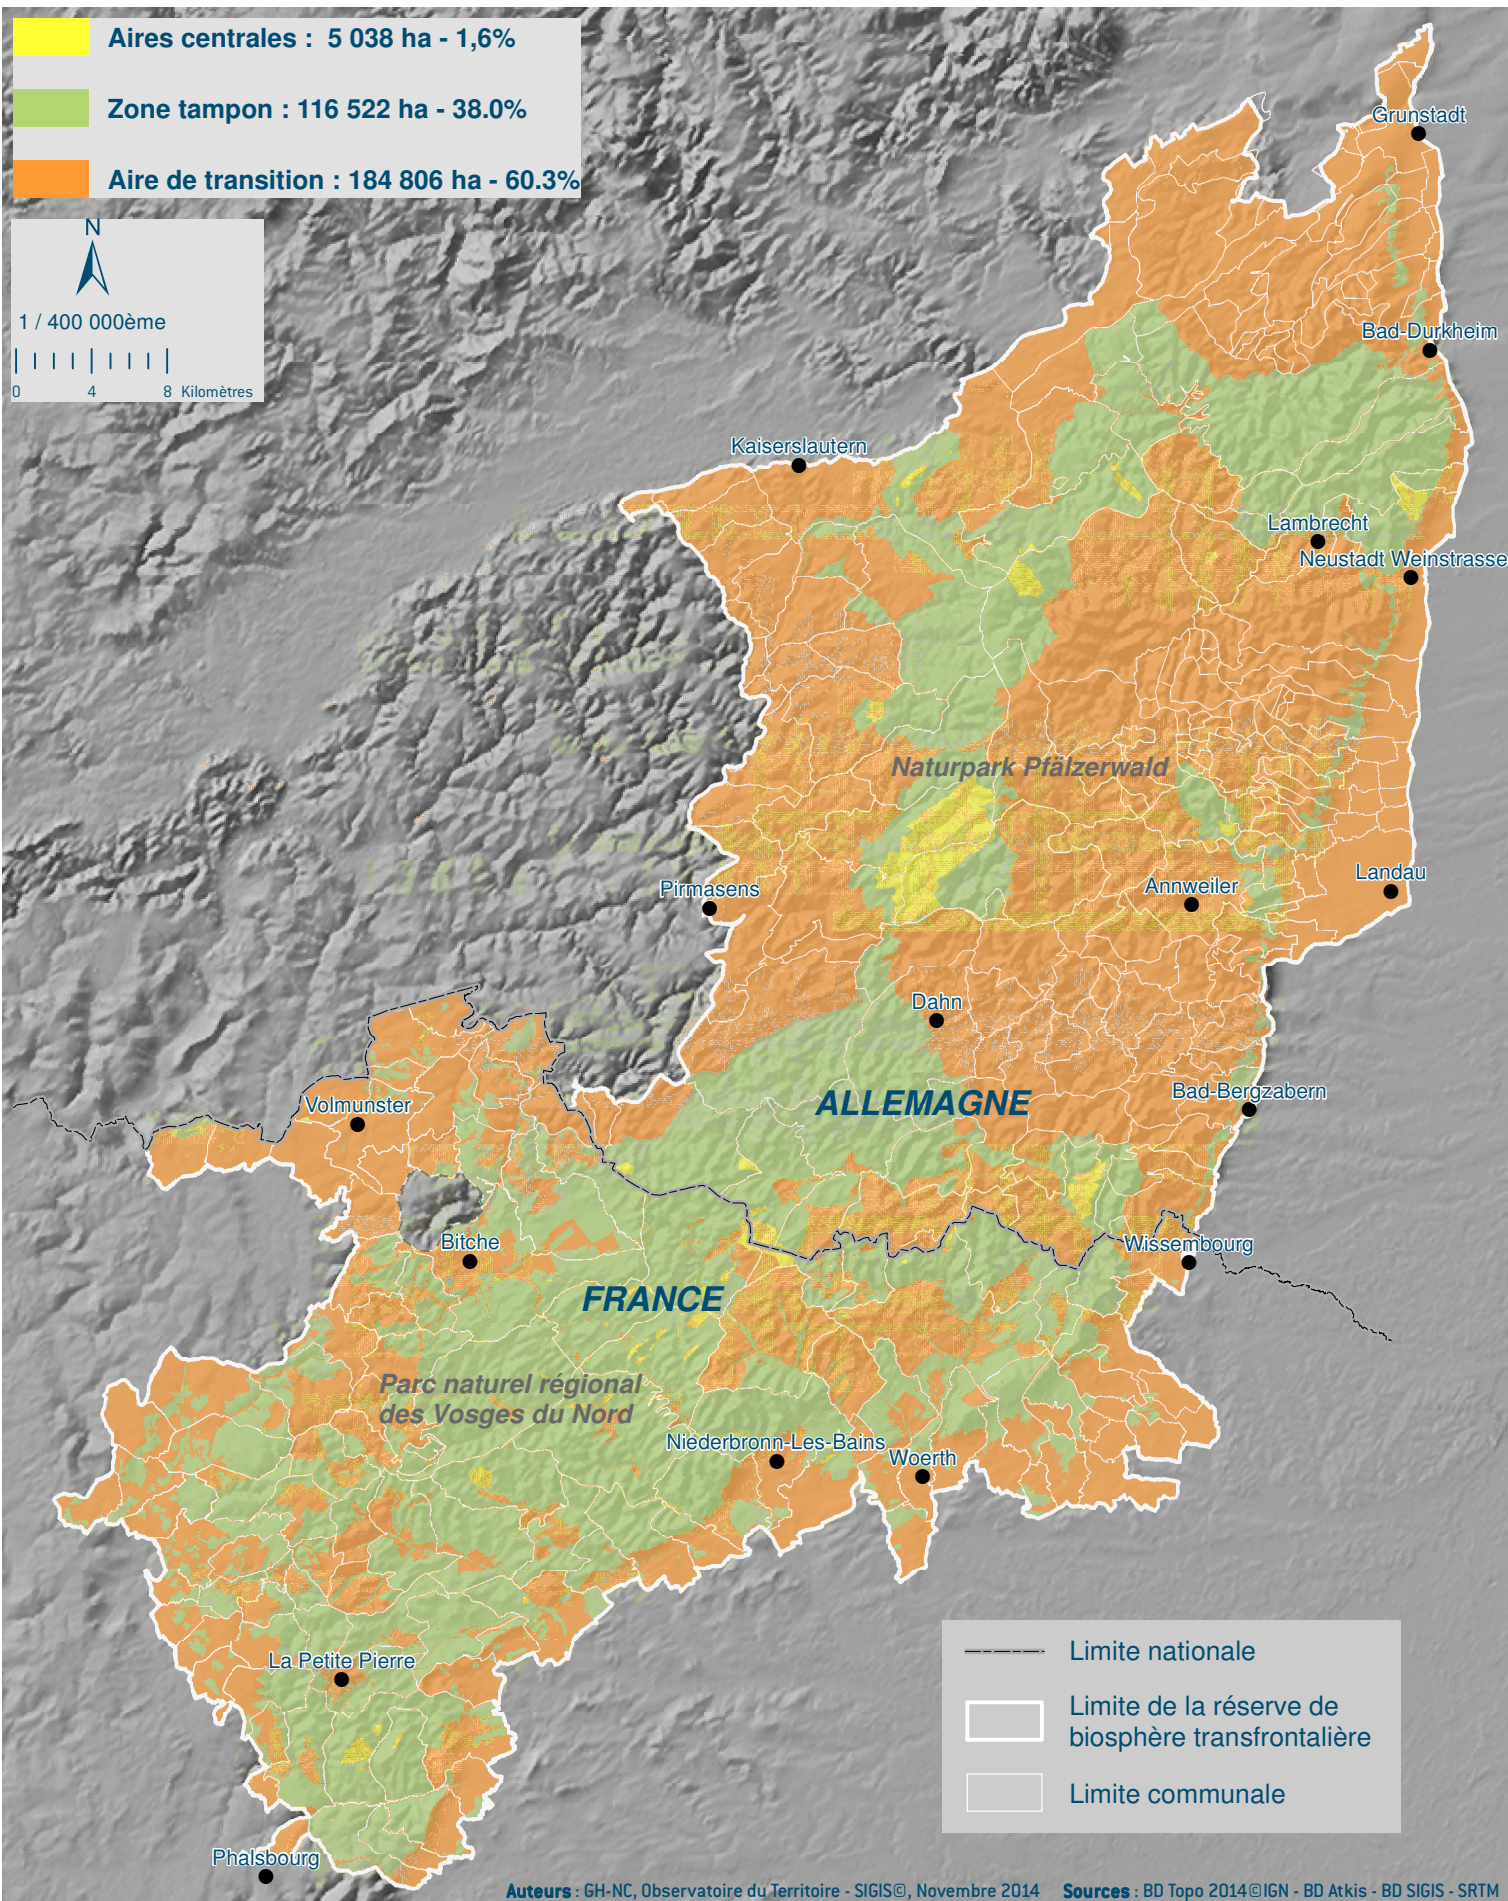 Aires centrales : 5 038 ha - 1,6%
Zone tampon : 116 522 ha - 38.0%
Aire de transition : 184 806 ha - 60.3%
N
1 / 400 000ème
0 4 8 Kilomètres
Grunstadt
Bad-Durkheim
Kaiserslautern
Lambrecht
Neustadt Weinstrasse
Naturpark Pfälzerwald
Pirmasens
Annweiler
Landau
Dahn
ALLEMAGNE
Bad-Bergzabern
Volmunster
Bitche
Wissembourg
FRANCE
Parc naturel régional
des Vosges du Nord
Niederbronn-Les-Bains
Woerth
La Petite Pierre
Phalsbourg
Limite nationale
Limite de la réserve de
biosphère transfrontalière
Limite communale
Auteurs : GH-NC, Observatoire du Territoire - SIGIS©, Novembre 2014 Sources : BD Topo 2014©IGN - BD Atkis - BD SIGIS - SRTM